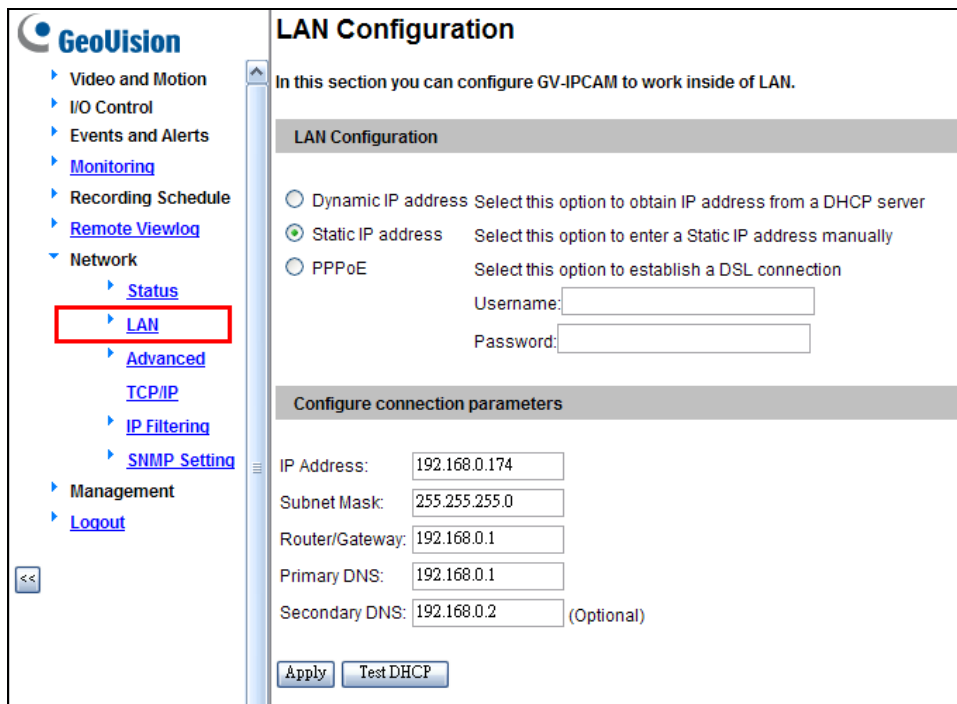 GeoVision
Video and Motion
I/O Control
Events and Alerts
Monitoring
Recording Schedule
Remote Viewlog
Network
Status
LAN
Advanced
TCP/IP
IP Filtering
SNMP Setting
Management
Logout
<<
LAN Configuration
In this section you can configure GV-IPCAM to work inside of LAN.
LAN Configuration
Dynamic IP address Select this option to obtain IP address from a DHCP server
Static IP address Select this option to enter a Static IP address manually
PPPoE Select this option to establish a DSL connection
Username:
Password:
Configure connection parameters
IP Address: 192.168.0.174
Subnet Mask: 255.255.255.0
Router/Gateway: 192.168.0.1
Primary DNS: 192.168.0.1
Secondary DNS: 192.168.0.2 (Optional)
Apply Test DHCP